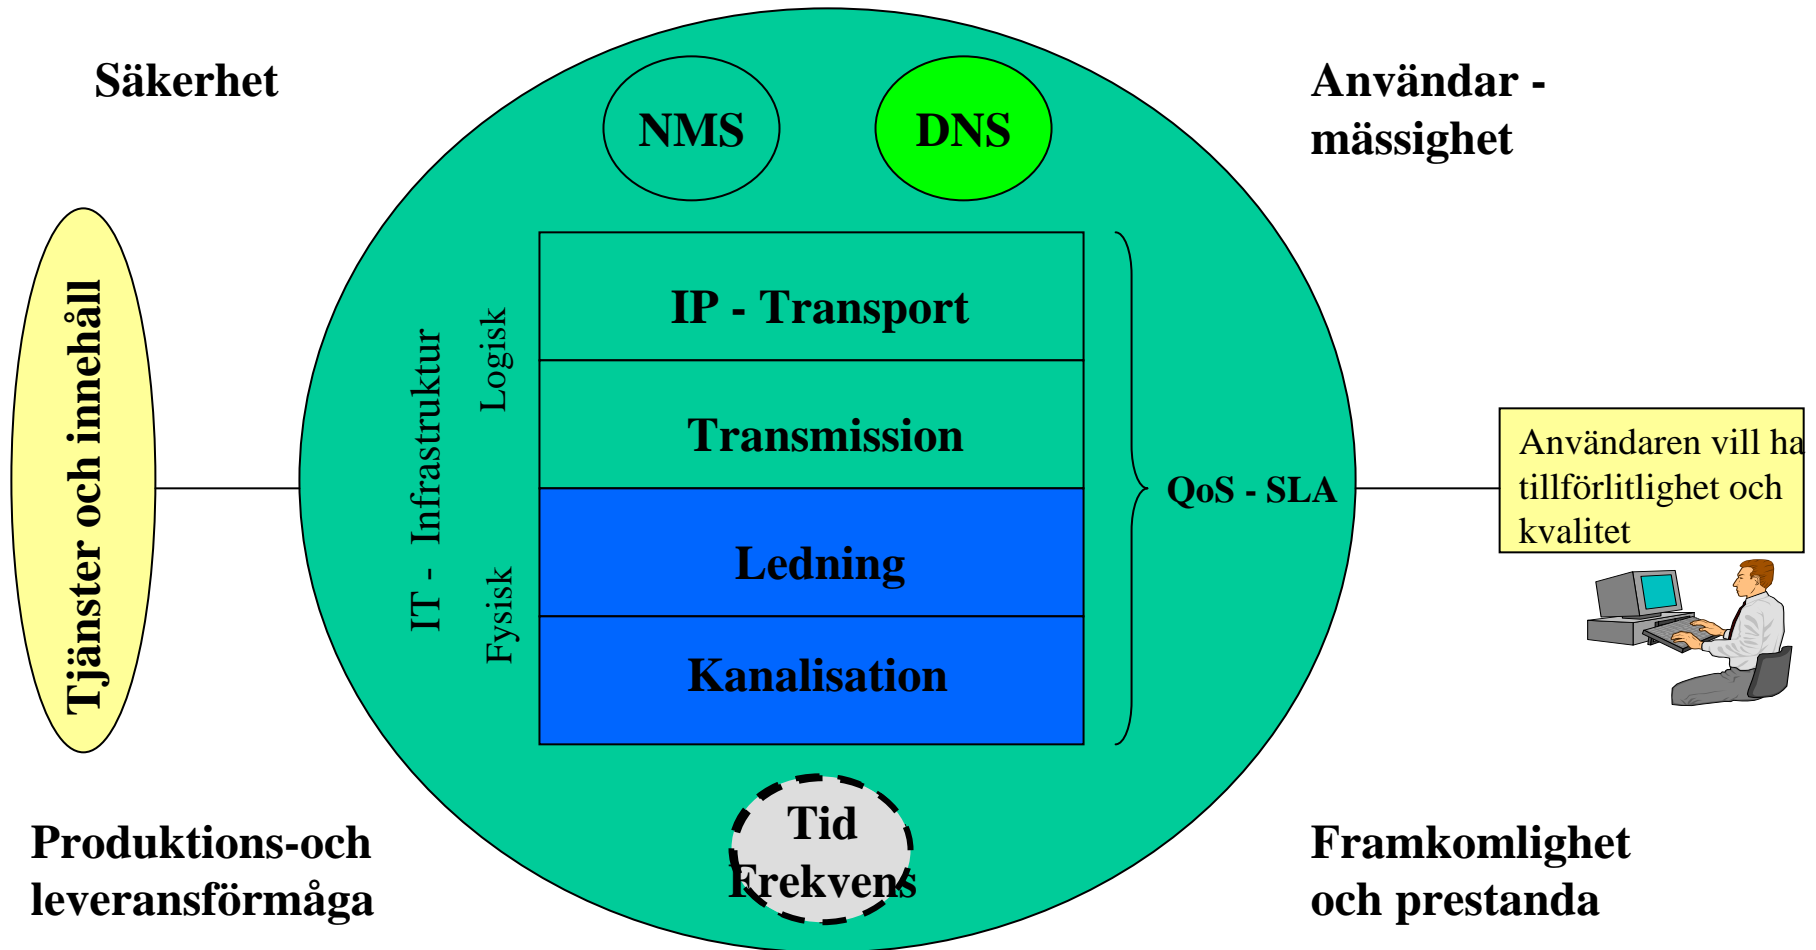 Säkerhet
Användar -
mässighet
NMS
DNS
Tjänster och innehåll
IT - Infrastruktur
Logisk
Fysisk
IP - Transport
Transmission
Ledning
Kanalisation
QoS - SLA
Användaren vill ha
tillförlitlighet och
kvalitet
Tid
Frekvens
Produktions-och
leveransförmåga
Framkomlighet
och prestanda